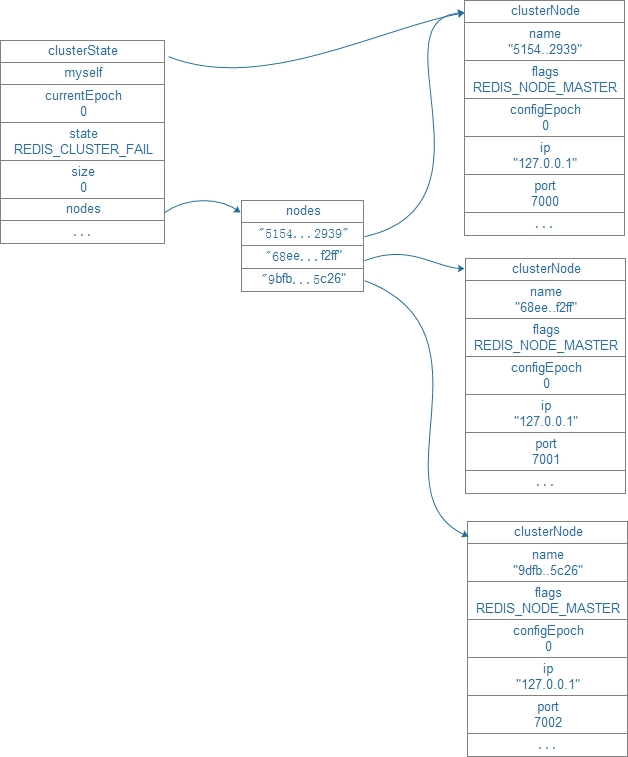 clusterState
myself
currentEpoch
0
state
REDIS_CLUSTER_FAIL
size
0
nodes
...
nodes
"5154...2939"
"68ee...f2ff"
"9bfb...5c26"
clusterNode
name
"5154..2939"
flags
REDIS_NODE_MASTER
configEpoch
0
ip
"127.0.0.1"
port
7000
...
clusterNode
name
"68ee..f2ff"
flags
REDIS_NODE_MASTER
configEpoch
0
ip
"127.0.0.1"
port
7001
...
clusterNode
name
"9dfb..5c26"
flags
REDIS_NODE_MASTER
configEpoch
0
ip
"127.0.0.1"
port
7002
...